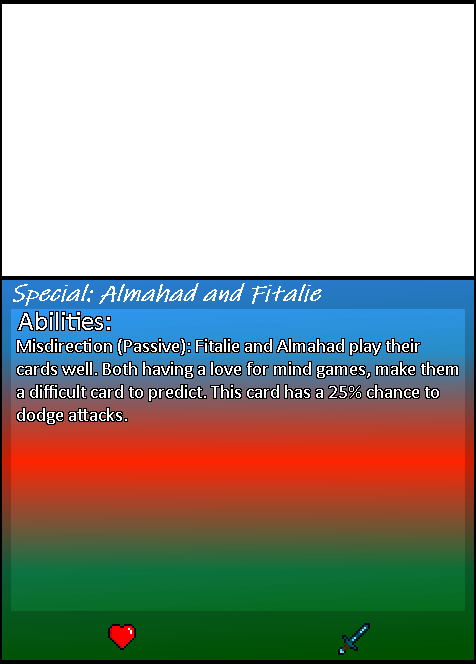 Special: Almahad and Fitalie
Abilities:
Misdirection (Passive): Fitalie and Almahad play their
cards well. Both having a love for mind games, make them
a difficult card to predict. This card has a 25% chance to
dodge attacks.